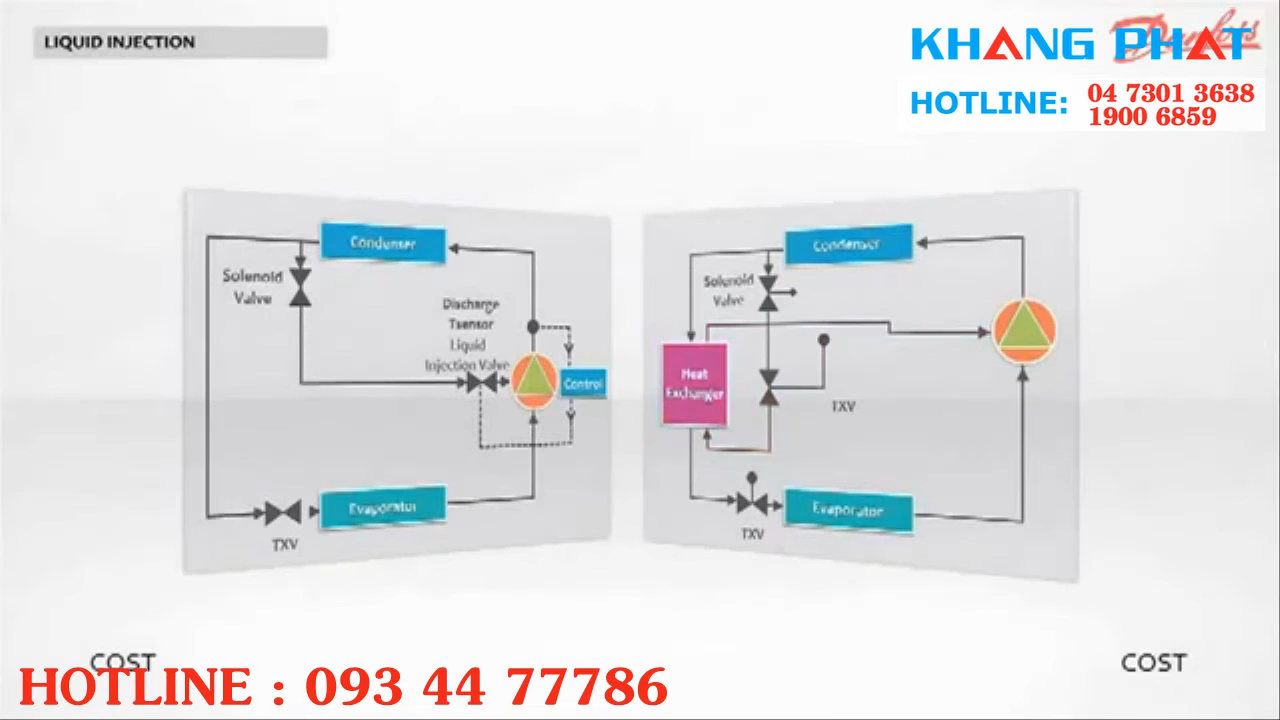 LIQUID INJECTION
KHANG PHAT
Danfoss
HOTLINE: 04 7301 3638
1900 6859
Condenser
Solenoid
Valve
Discharge
Tsensor
Liquid
Injection Valve
Control
Evaporator
TXV
Condenser
Solenoid
Valve
Heat
Exchanger
TXV
Evaporator
TXV
COST
COST
HOTLINE : 093 44 77786